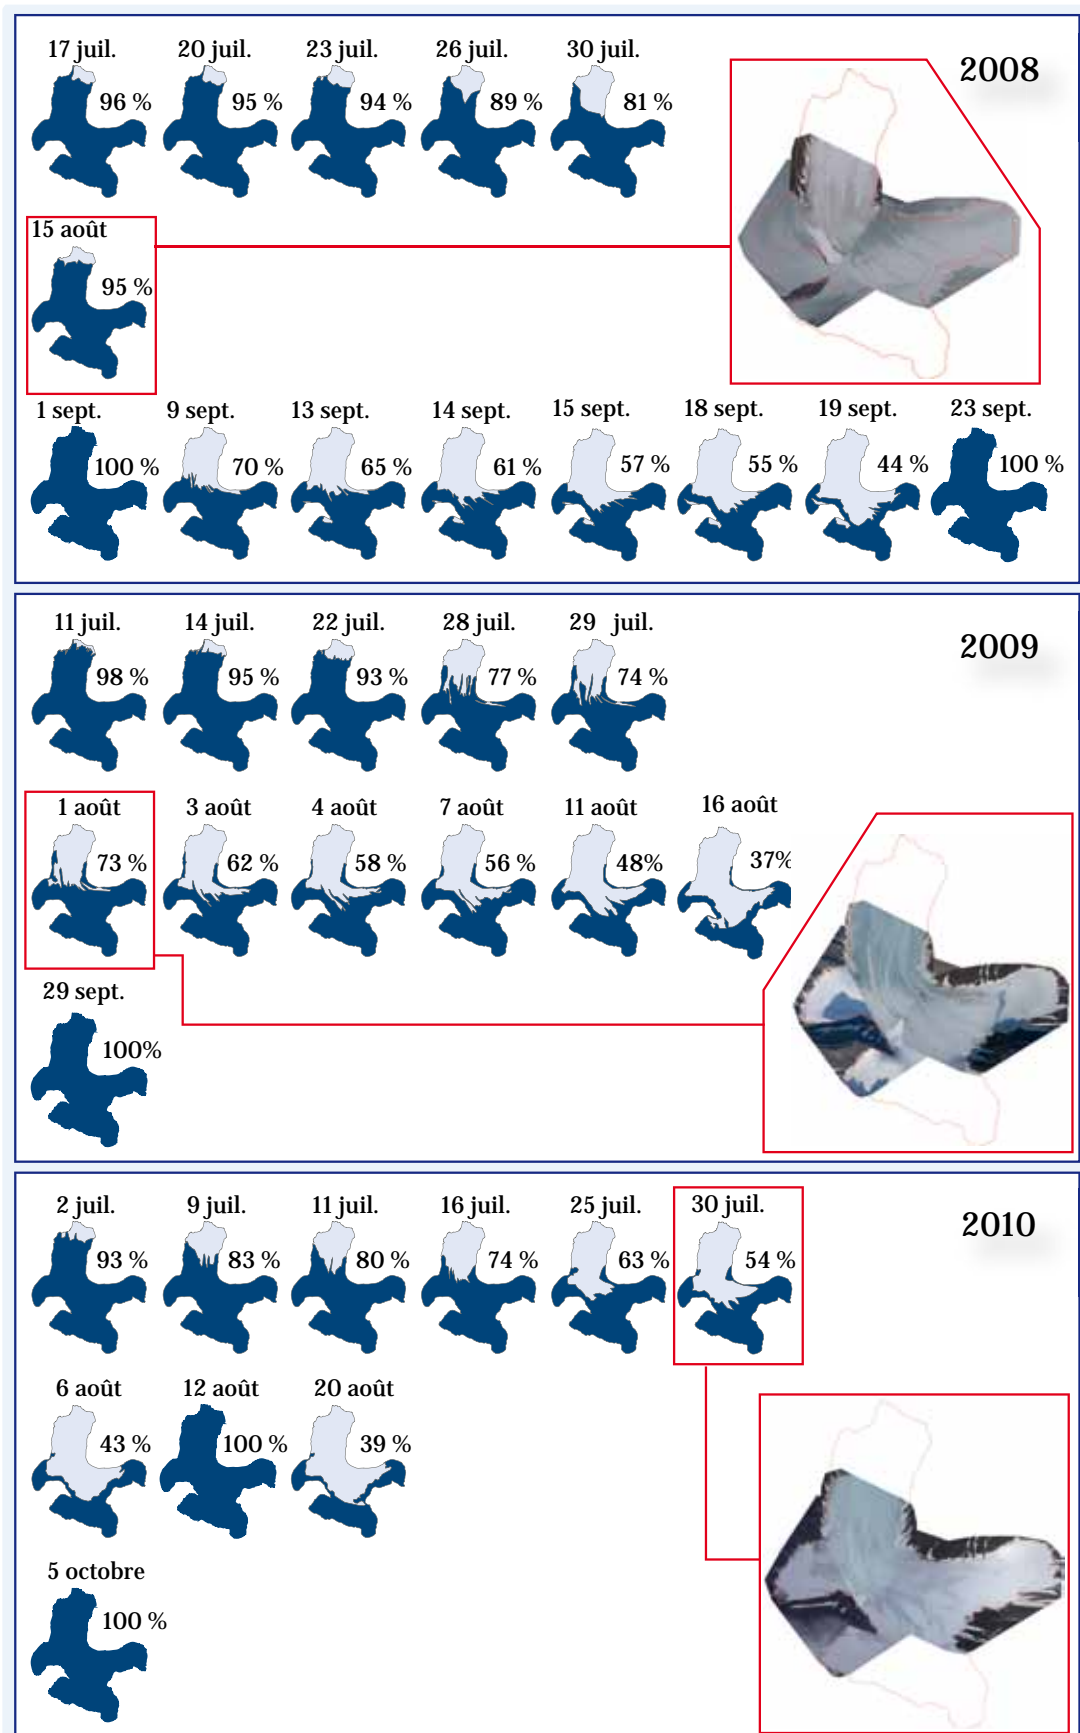 17 juil. 20 juil. 23 juil. 26 juil. 30 juil. 2008
96 % 95 % 94 % 89 % 81 %
15 août
95 %
1 sept. 9 sept. 13 sept. 14 sept. 15 sept. 18 sept. 19 sept. 23 sept.
100 % 70 % 65 % 61 % 57 % 55 % 44 % 100 %
11 juil. 14 juil. 22 juil. 28 juil. 29 juil. 2009
98 % 95 % 93 % 77 % 74 %
1 août 3 août 4 août 7 août 11 août 16 août
73 % 62 % 58 % 56 % 48% 37%
29 sept.
100%
2 juil. 9 juil. 11 juil. 16 juil. 25 juil. 30 juil. 2010
93 % 83 % 80 % 74 % 63 % 54 %
6 août 12 août 20 août
43 % 100 % 39 %
5 octobre
100 %